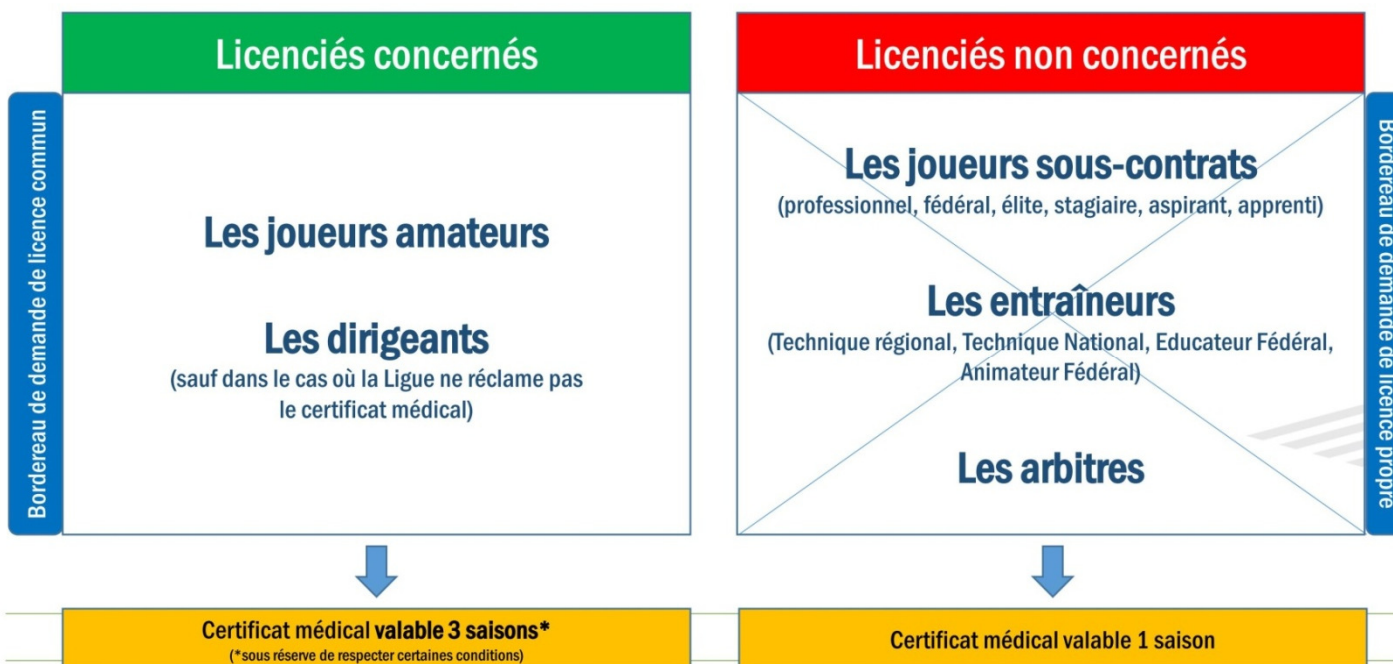 Licenciés concernés
Bordereau de demande de licence commun
Les joueurs amateurs
Les dirigeants
(sauf dans le cas où la Ligue ne réclame pas
le certificat médical)
Certificat médical valable 3 saisons*
(*sous réserve de respecter certaines conditions)
Licenciés non concernés
Les joueurs sous-contrats
(professionnel, fédéral, élite, stagiaire, aspirant, apprenti)
Les entraîneurs
(Technique régional, Technique National, Educateur Fédéral,
Animateur Fédéral)
Les arbitres
Bordereau de demande de licence propre
Certificat médical valable 1 saison